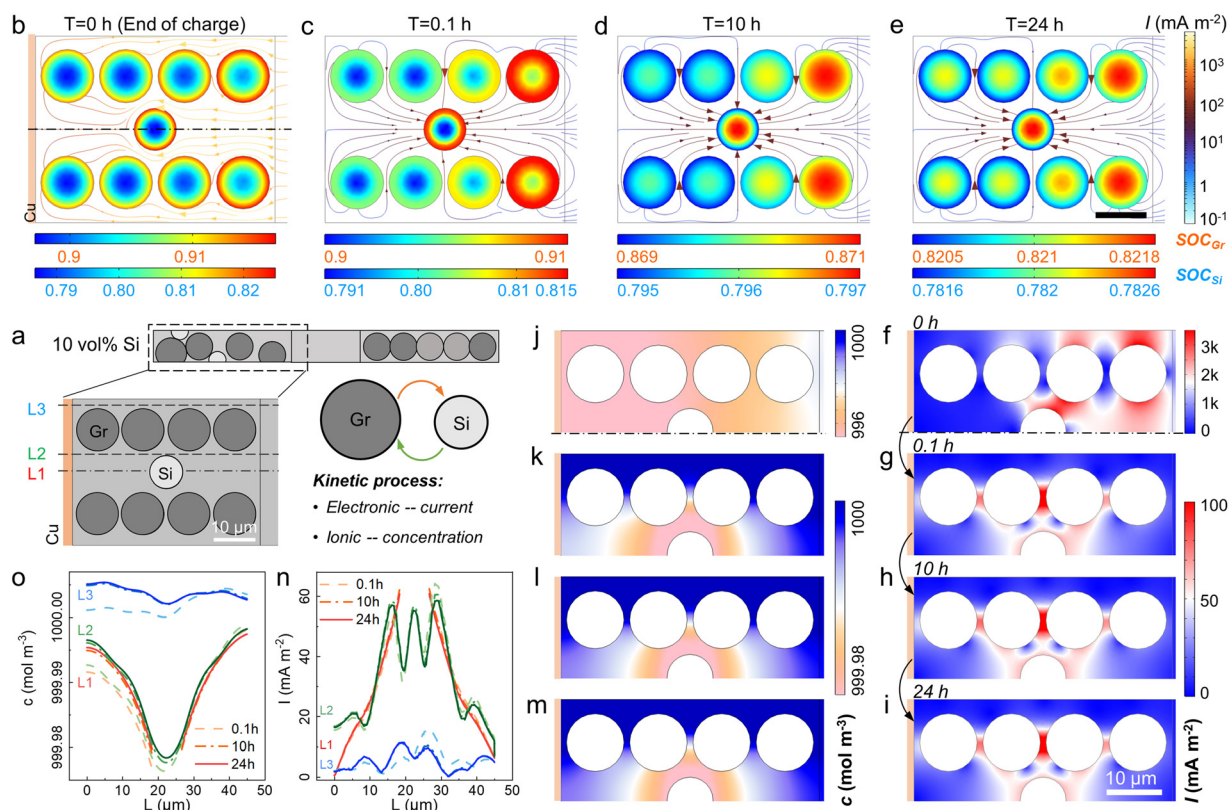 b T=0 h (End of charge)
c T=0.1 h
d T=10 h
e T=24 h
I (mA m⁻²)
10³
10²
10¹
10⁰
10⁻¹
Cu
0.9 0.91
0.79 0.80 0.81 0.82
0.9 0.91
0.791 0.80 0.81 0.815
0.869 0.871
0.795 0.796 0.797
0.8205 0.821 0.8218
0.7816 0.782 0.7826
SOC_Gr
SOC_Si
a
10 vol% Si
L3
L2
L1
Gr
Si
Cu
10 µm
Gr
Si
Kinetic process:
• Electronic -- current
• Ionic -- concentration
j
1000
996
k
1000
l
999.98
m
c (mol m⁻³)
f
0 h
3k
2k
1k
0
g
0.1 h
100
h
10 h
50
i
24 h
0
10 µm
I (mA m⁻²)
o
L3
L2
L1
0.1h
10h
24h
1000.00
999.99
999.98
c (mol m⁻³)
0 10 20 30 40 50
L (um)
n
0.1h
10h
24h
L2
L1
L3
60
40
20
0
I (mA m⁻²)
0 10 20 30 40 50
L (um)